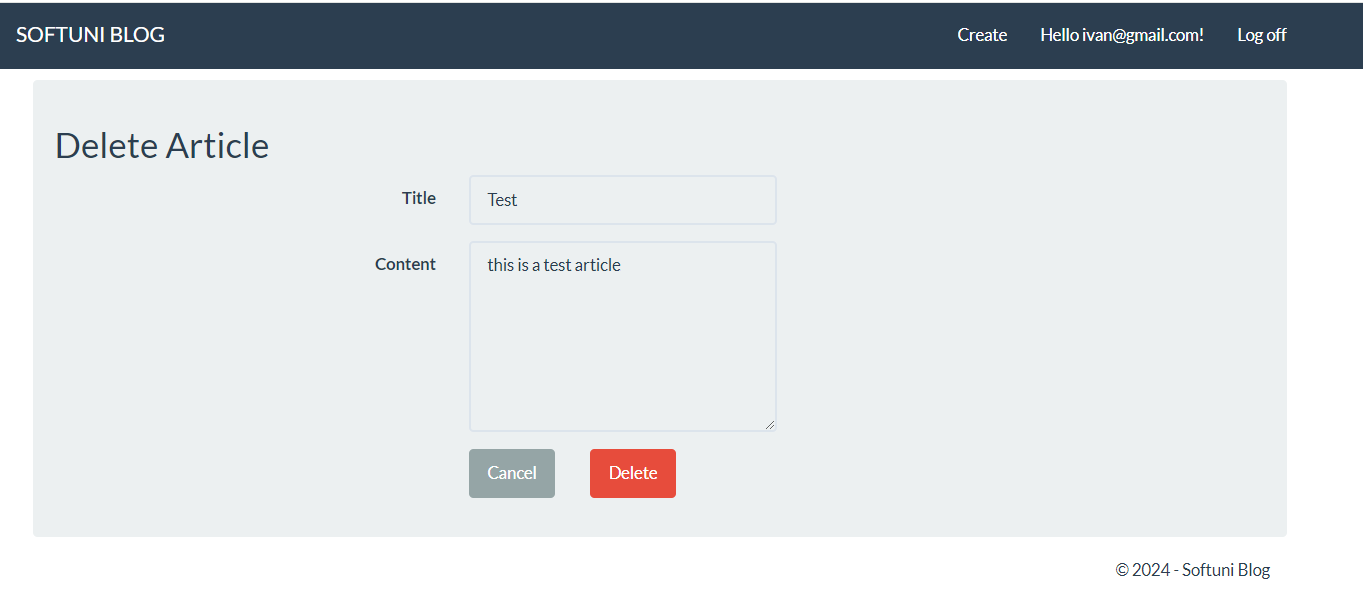 SOFTUNI BLOG Create Hello ivan@gmail.com! Log off
Delete Article
Title Test
Content this is a test article
Cancel Delete
© 2024 - Softuni Blog